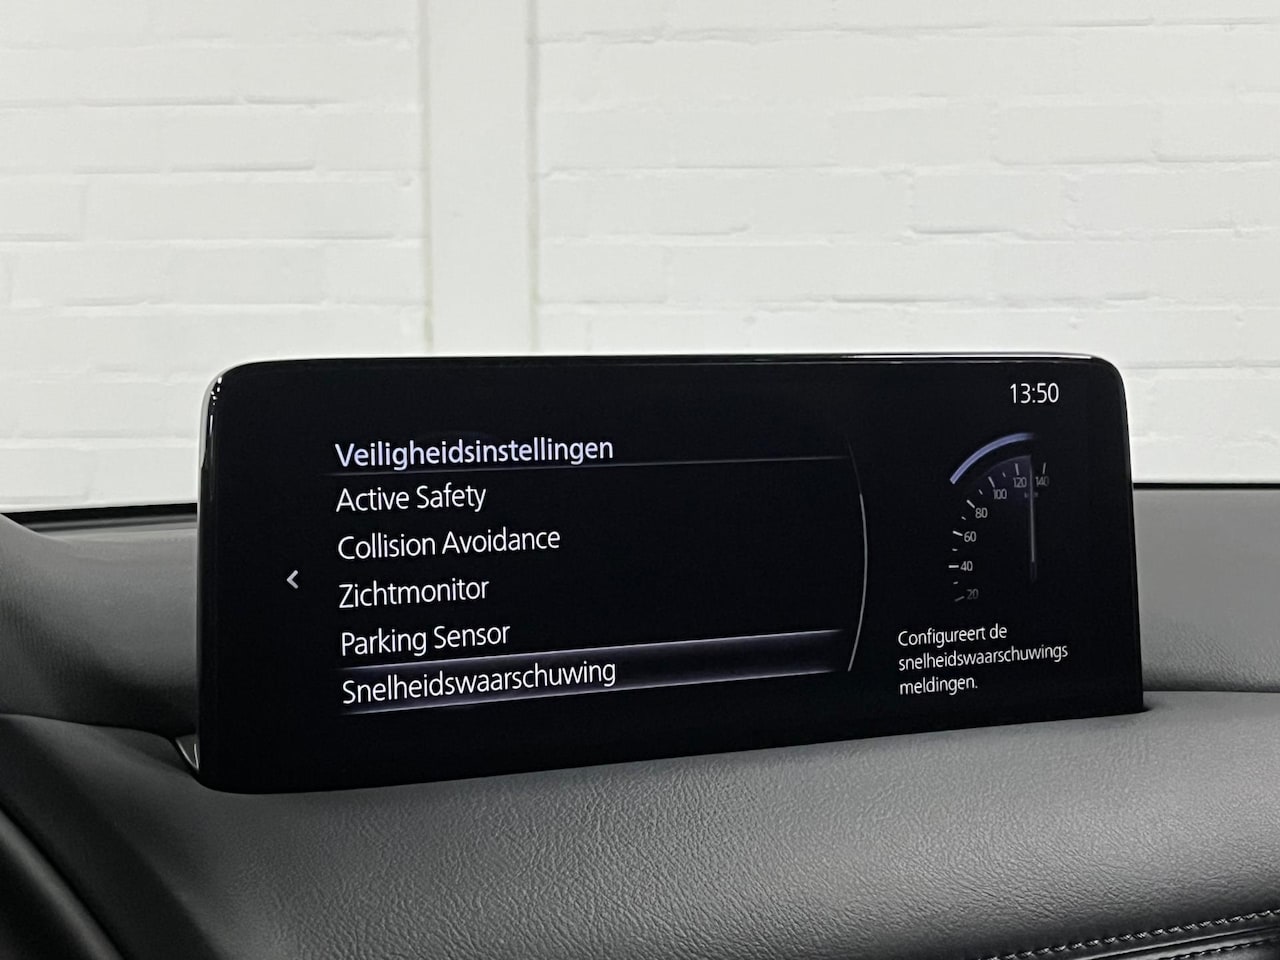 13:50
Veiligheidsinstellingen
Active Safety
Collision Avoidance
Zichtmonitor
Parking Sensor
Snelheidswaarschuwing
140
120
100
80
60
40
20
Configureert de
snelheidswaarschuwings
meldingen.